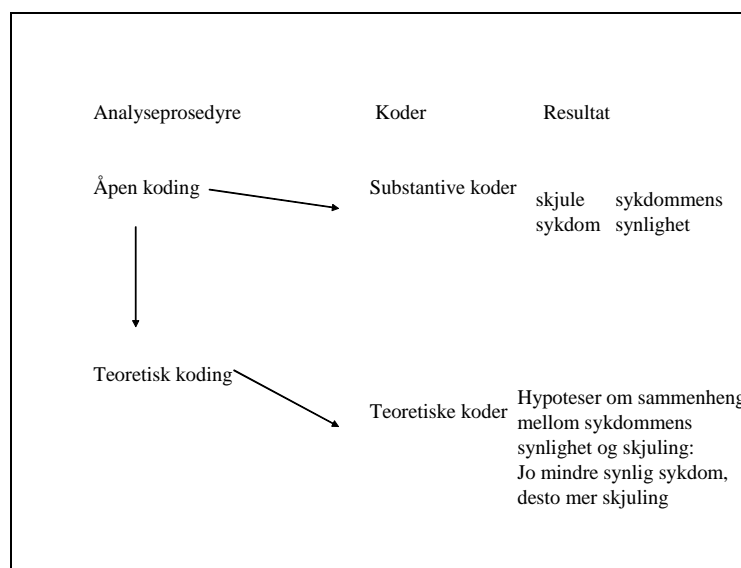 Analyseprosedyre Koder Resultat
Åpen koding Substantive koder
skjule sykdommens
sykdom synlighet
Teoretisk koding
Teoretiske koder
Hypoteser om sammenheng
mellom sykdommens
synlighet og skjuling:
Jo mindre synlig sykdom,
desto mer skjuling